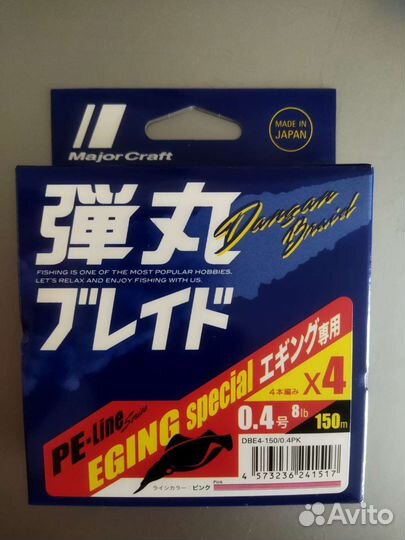 MajorCraft
MADE IN
JAPAN
弾丸
Dangan
Braid
FISHING IS ONE OF THE MOST POPULAR HOBBIES.
LET'S RELAX AND ENJOY FISHING WITH US.
ブレイド
PE-Line
EGING special エギング専用
4本編み X4
0.4号 8lb 150m
DBE4-150/0.4PK
ラインカラー：ピンク
Pink
4 573236 241517
Avito